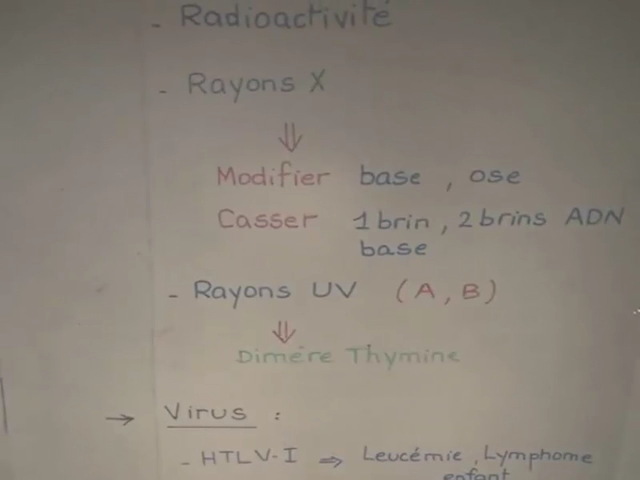 - Radioactivité
- Rayons X
⇓
Modifier base , ose
Casser 1 brin , 2 brins ADN
base
- Rayons UV (A, B)
⇓
Dimère Thymine
→ Virus :
- HTLV-I ⇒ Leucémie , Lymphome
enfant